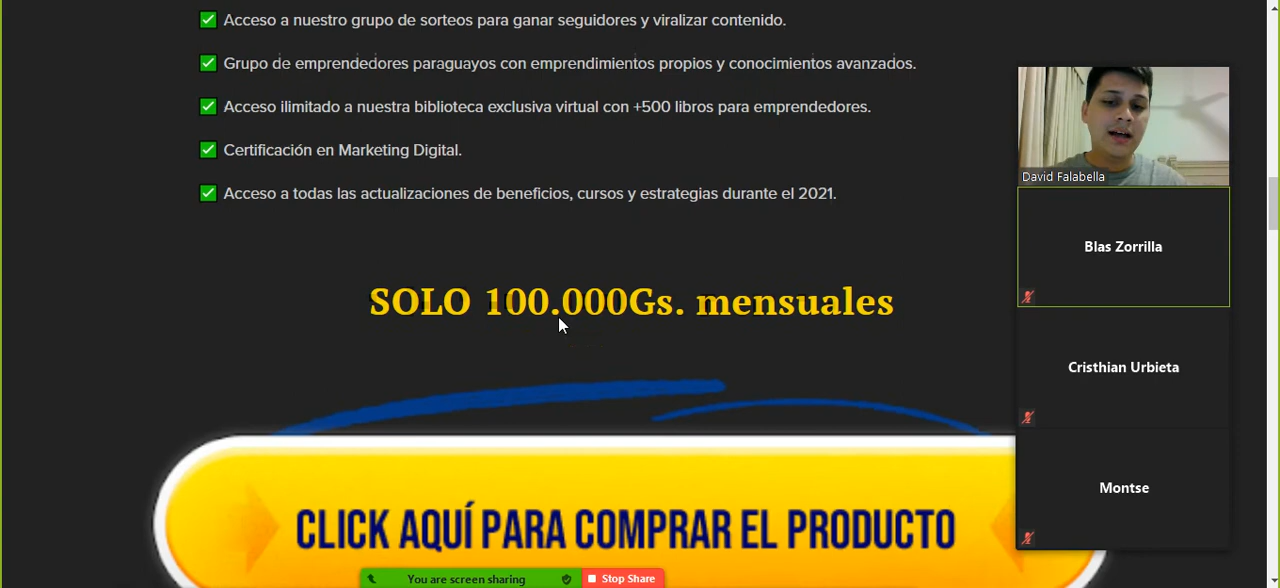 Acceso a nuestro grupo de sorteos para ganar seguidores y viralizar contenido.
Grupo de emprendedores paraguayos con emprendimientos propios y conocimientos avanzados.
Acceso ilimitado a nuestra biblioteca exclusiva virtual con +500 libros para emprendedores.
Certificación en Marketing Digital.
Acceso a todas las actualizaciones de beneficios, cursos y estrategias durante el 2021.
SOLO 100.000Gs. mensuales
CLICK AQUÍ PARA COMPRAR EL PRODUCTO
David Falabella
Blas Zorrilla
Cristhian Urbieta
Montse
You are screen sharing
Stop Share